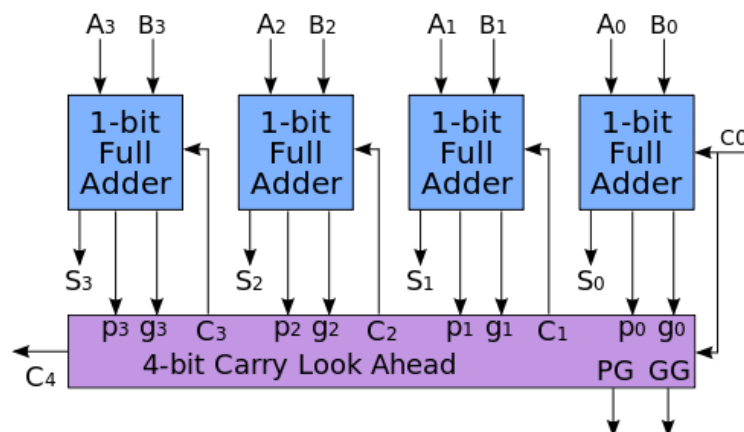 A3 B3 A2 B2 A1 B1 A0 B0
1-bit Full Adder
1-bit Full Adder
1-bit Full Adder
1-bit Full Adder
C0
S3 S2 S1 S0
p3 g3 C3 p2 g2 C2 p1 g1 C1 p0 g0
4-bit Carry Look Ahead
PG GG
C4